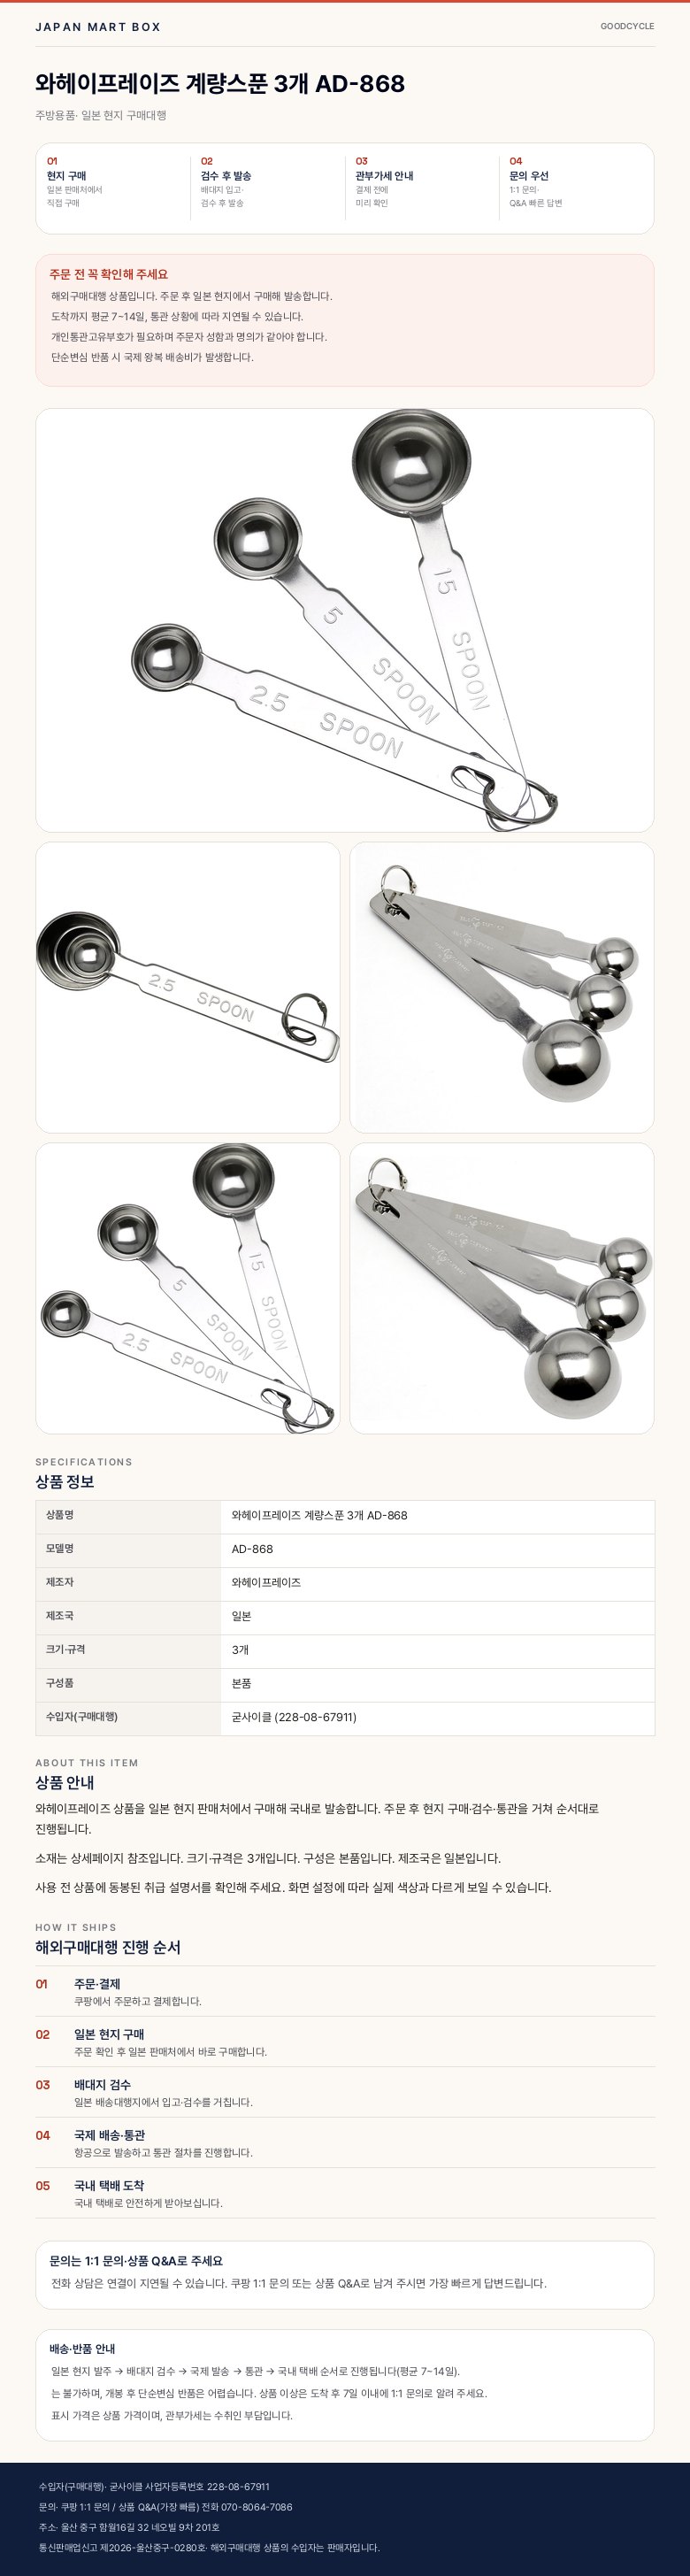 JAPAN MART BOX
GOODCYCLE
와헤이프레이즈 계량스푼 3개 AD-868
주방용품· 일본 현지 구매대행
01
현지 구매
일본 판매처에서
직접 구매
02
검수 후 발송
배대지 입고·
검수 후 발송
03
관부가세 안내
결제 전에
미리 확인
04
문의 우선
1:1 문의·
Q&A 빠른 답변
주문 전 꼭 확인해 주세요
해외구매대행 상품입니다. 주문 후 일본 현지에서 구매해 발송합니다.
도착까지 평균 7~14일, 통관 상황에 따라 지연될 수 있습니다.
개인통관고유부호가 필요하며 주문자 성함과 명의가 같아야 합니다.
단순변심 반품 시 국제 왕복 배송비가 발생합니다.
15 SPOON
5 SPOON
2.5 SPOON
2.5 SPOON
15 SPOON
5 SPOON
2.5 SPOON
SPECIFICATIONS
상품 정보
상품명 와헤이프레이즈 계량스푼 3개 AD-868
모델명 AD-868
제조자 와헤이프레이즈
제조국 일본
크기·규격 3개
구성품 본품
수입자(구매대행) 굳사이클 (228-08-67911)
ABOUT THIS ITEM
상품 안내
와헤이프레이즈 상품을 일본 현지 판매처에서 구매해 국내로 발송합니다. 주문 후 현지 구매·검수·통관을 거쳐 순서대로
진행됩니다.
소재는 상세페이지 참조입니다. 크기·규격은 3개입니다. 구성은 본품입니다. 제조국은 일본입니다.
사용 전 상품에 동봉된 취급 설명서를 확인해 주세요. 화면 설정에 따라 실제 색상과 다르게 보일 수 있습니다.
HOW IT SHIPS
해외구매대행 진행 순서
01 주문·결제
쿠팡에서 주문하고 결제합니다.
02 일본 현지 구매
주문 확인 후 일본 판매처에서 바로 구매합니다.
03 배대지 검수
일본 배송대행지에서 입고·검수를 거칩니다.
04 국제 배송·통관
항공으로 발송하고 통관 절차를 진행합니다.
05 국내 택배 도착
국내 택배로 안전하게 받아보십니다.
문의는 1:1 문의·상품 Q&A로 주세요
전화 상담은 연결이 지연될 수 있습니다. 쿠팡 1:1 문의 또는 상품 Q&A로 남겨 주시면 가장 빠르게 답변드립니다.
배송·반품 안내
일본 현지 발주 → 배대지 검수 → 국제 발송 → 통관 → 국내 택배 순서로 진행됩니다(평균 7~14일).
는 불가하며, 개봉 후 단순변심 반품은 어렵습니다. 상품 이상은 도착 후 7일 이내에 1:1 문의로 알려 주세요.
표시 가격은 상품 가격이며, 관부가세는 수취인 부담입니다.
수입자(구매대행)· 굳사이클 사업자등록번호 228-08-67911
문의· 쿠팡 1:1 문의 / 상품 Q&A(가장 빠름) 전화 070-8064-7086
주소· 울산 중구 함월16길 32 네오빌 9차 201호
통신판매업신고 제2026-울산중구-0280호· 해외구매대행 상품의 수입자는 판매자입니다.